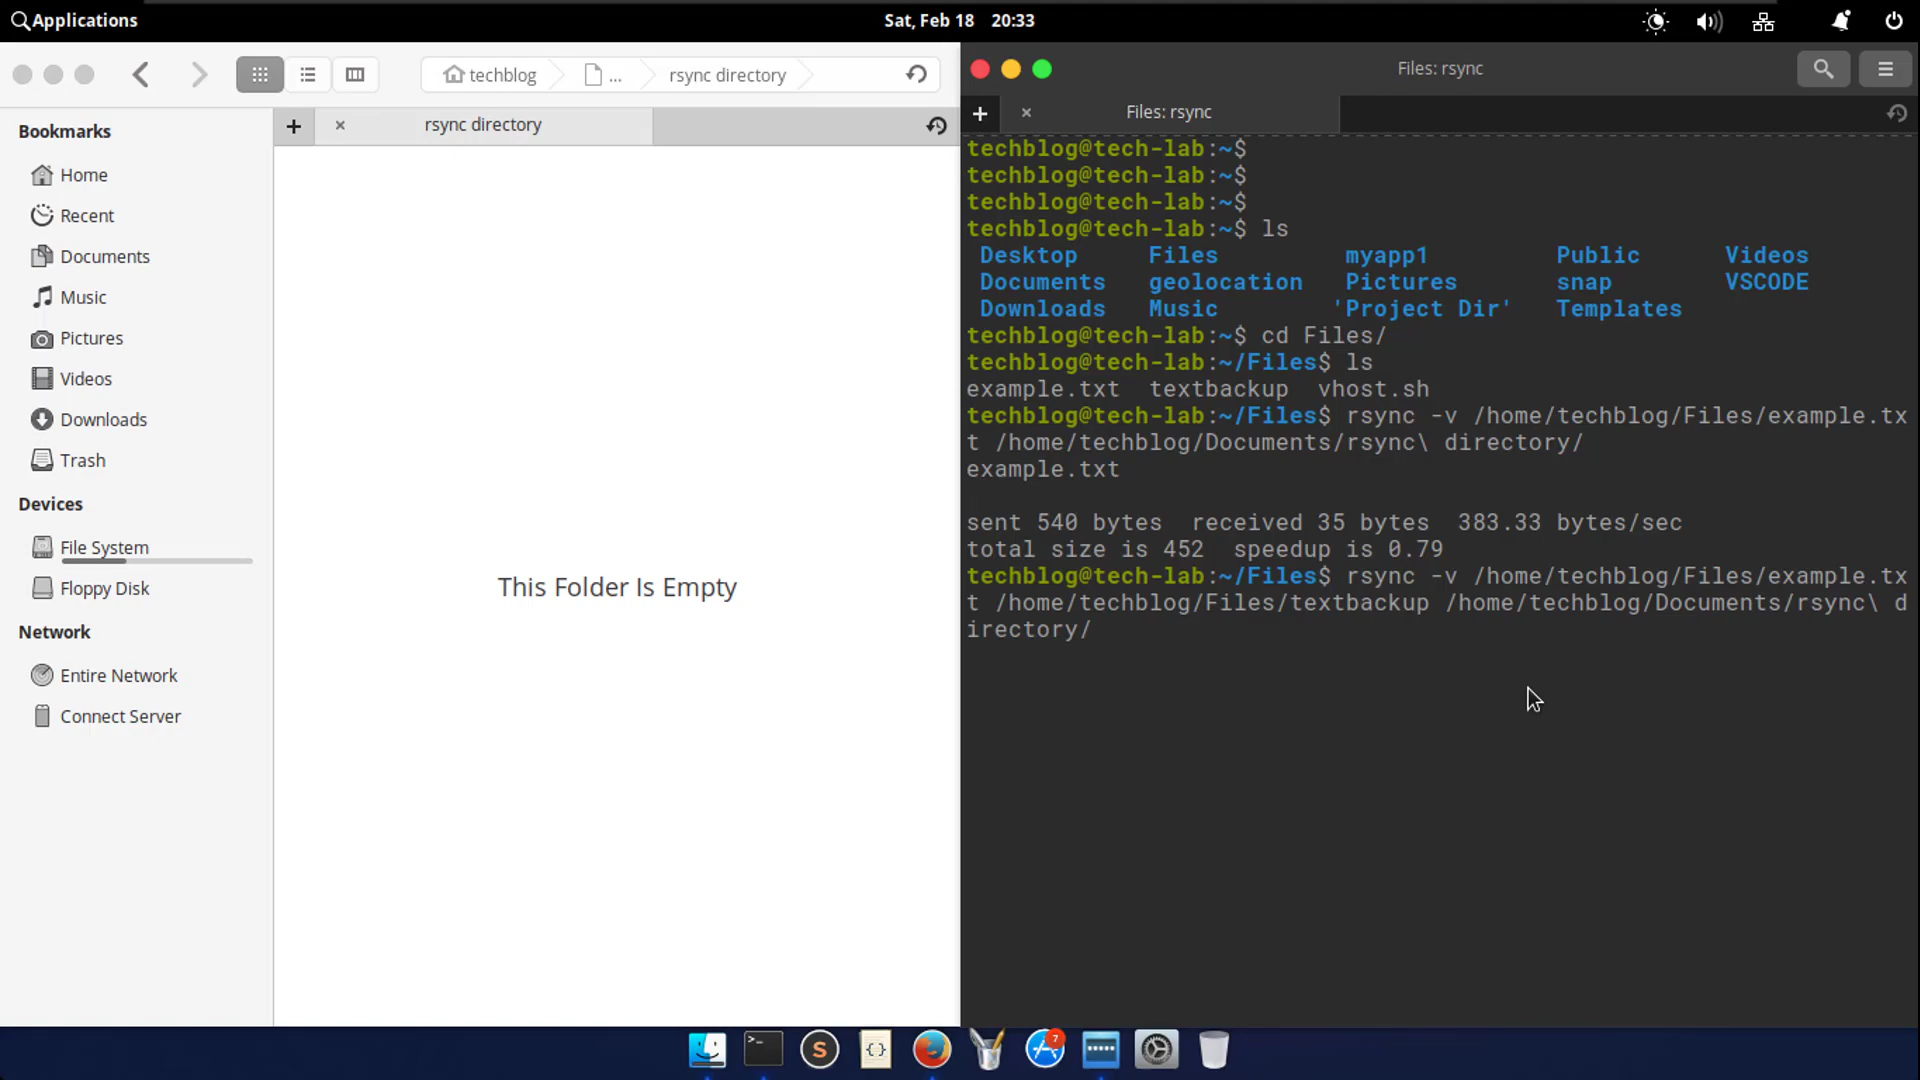 Applications
Sat, Feb 18 20:33
techblog ... rsync directory
rsync directory
Bookmarks
Home
Recent
Documents
Music
Pictures
Videos
Downloads
Trash
Devices
File System
Floppy Disk
Network
Entire Network
Connect Server
This Folder Is Empty
Files: rsync
Files: rsync
techblog@tech-lab:~$
techblog@tech-lab:~$
techblog@tech-lab:~$
techblog@tech-lab:~$ ls
Desktop Files myapp1 Public Videos
Documents geolocation Pictures snap VSCODE
Downloads Music 'Project Dir' Templates
techblog@tech-lab:~$ cd Files/
techblog@tech-lab:~/Files$ ls
example.txt textbackup vhost.sh
techblog@tech-lab:~/Files$ rsync -v /home/techblog/Files/example.tx
t /home/techblog/Documents/rsync\ directory/
example.txt
sent 540 bytes received 35 bytes 383.33 bytes/sec
total size is 452 speedup is 0.79
techblog@tech-lab:~/Files$ rsync -v /home/techblog/Files/example.tx
t /home/techblog/Files/textbackup /home/techblog/Documents/rsync\ d
irectory/
>_
S
{}
7